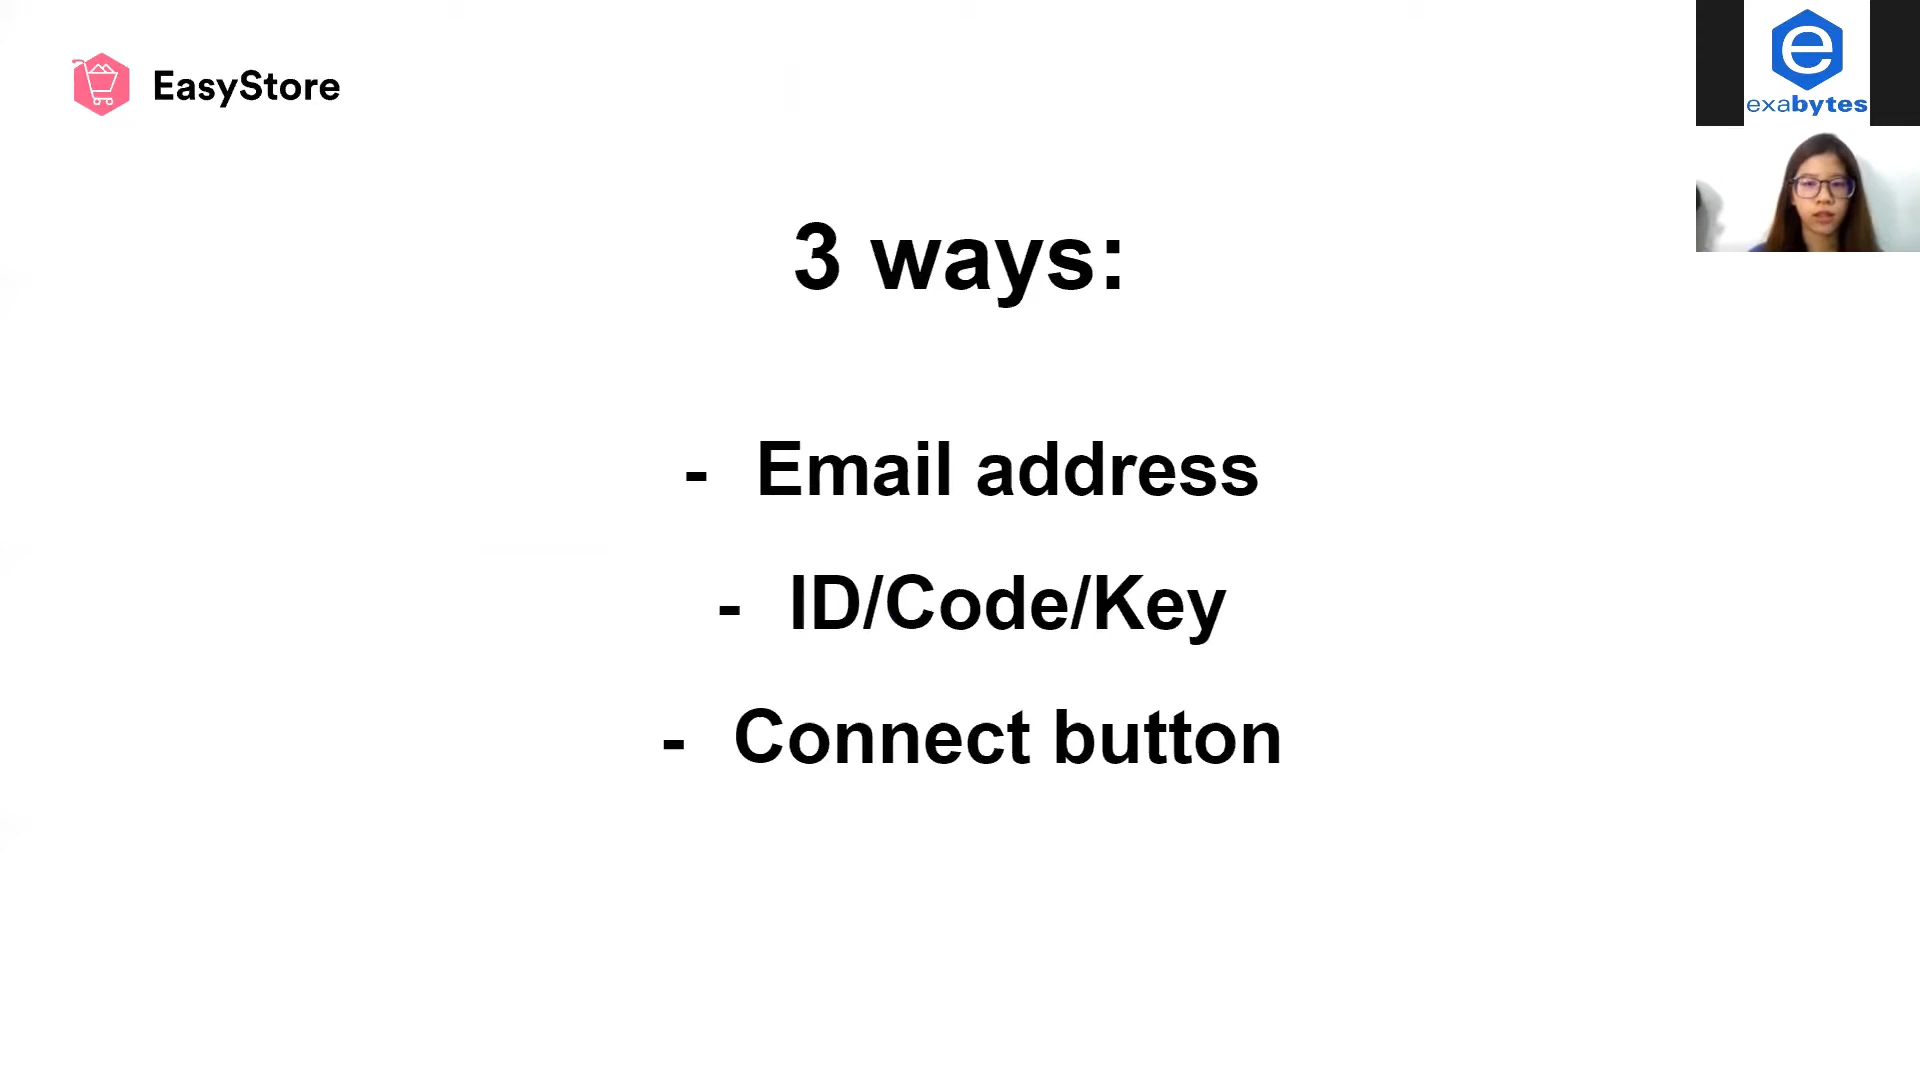 EasyStore
exabytes
3 ways:
- Email address
- ID/Code/Key
- Connect button